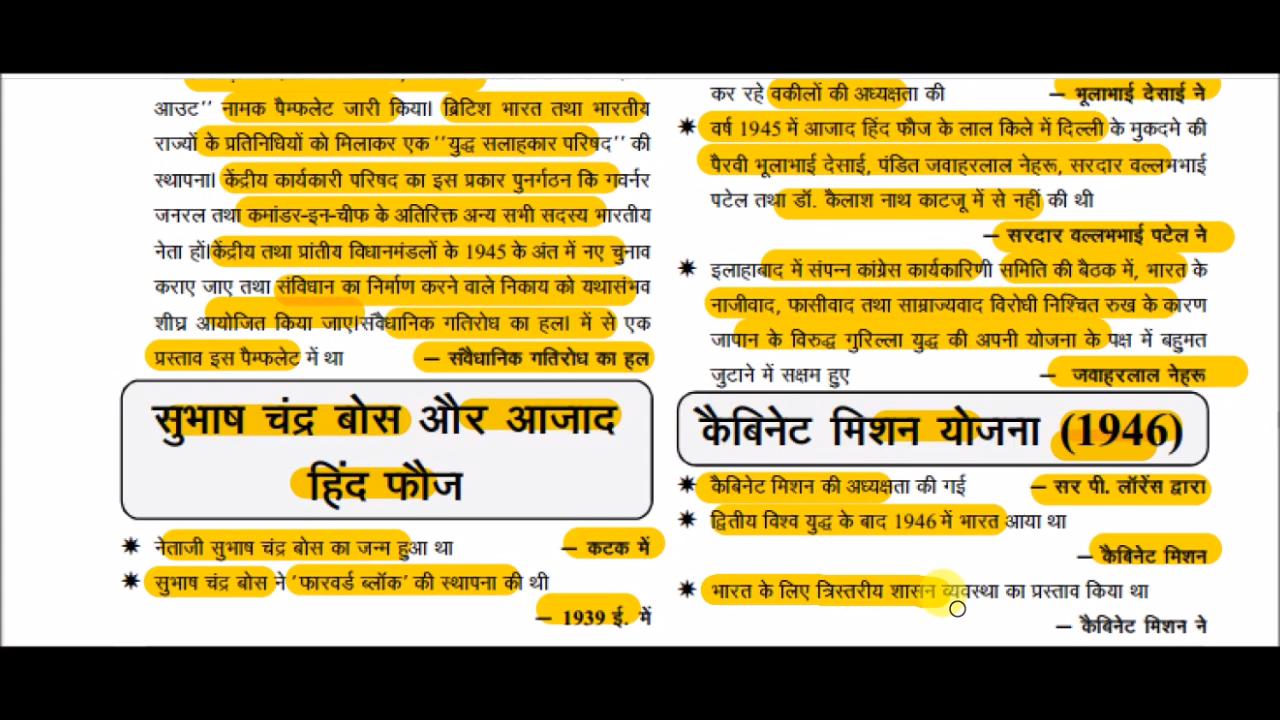 आउट'' नामक पैम्फलेट जारी किया। ब्रिटिश भारत तथा भारतीय
राज्यों के प्रतिनिधियों को मिलाकर एक ''युद्ध सलाहकार परिषद'' की
स्थापना। केंद्रीय कार्यकारी परिषद का इस प्रकार पुनर्गठन कि गवर्नर
जनरल तथा कमांडर-इन-चीफ के अतिरिक्त अन्य सभी सदस्य भारतीय
नेता हों।केंद्रीय तथा प्रांतीय विधानमंडलों के 1945 के अंत में नए चुनाव
कराए जाए तथा संविधान का निर्माण करने वाले निकाय को यथासंभव
शीघ्र आयोजित किया जाए।संवैधानिक गतिरोध का हल। में से एक
प्रस्ताव इस पैम्फलेट में था – संवैधानिक गतिरोध का हल
सुभाष चंद्र बोस और आजाद
हिंद फौज
✷ नेताजी सुभाष चंद्र बोस का जन्म हुआ था – कटक में
✷ सुभाष चंद्र बोस ने 'फारवर्ड ब्लॉक' की स्थापना की थी
– 1939 ई. में
कर रहे वकीलों की अध्यक्षता की – भूलाभाई देसाई ने
✷ वर्ष 1945 में आजाद हिंद फौज के लाल किले में दिल्ली के मुकदमे की
पैरवी भूलाभाई देसाई, पंडित जवाहरलाल नेहरू, सरदार वल्लभभाई
पटेल तथा डॉ. कैलाश नाथ काटजू में से नहीं की थी
– सरदार वल्लभभाई पटेल ने
✷ इलाहाबाद में संपन्न कांग्रेस कार्यकारिणी समिति की बैठक में, भारत के
नाजीवाद, फासीवाद तथा साम्राज्यवाद विरोधी निश्चित रुख के कारण
जापान के विरुद्ध गुरिल्ला युद्ध की अपनी योजना के पक्ष में बहुमत
जुटाने में सक्षम हुए – जवाहरलाल नेहरू
कैबिनेट मिशन योजना (1946)
✷ कैबिनेट मिशन की अध्यक्षता की गई – सर पी. लॉरेंस द्वारा
✷ द्वितीय विश्व युद्ध के बाद 1946 में भारत आया था
– कैबिनेट मिशन
✷ भारत के लिए त्रिस्तरीय शासन व्यवस्था का प्रस्ताव किया था
– कैबिनेट मिशन ने